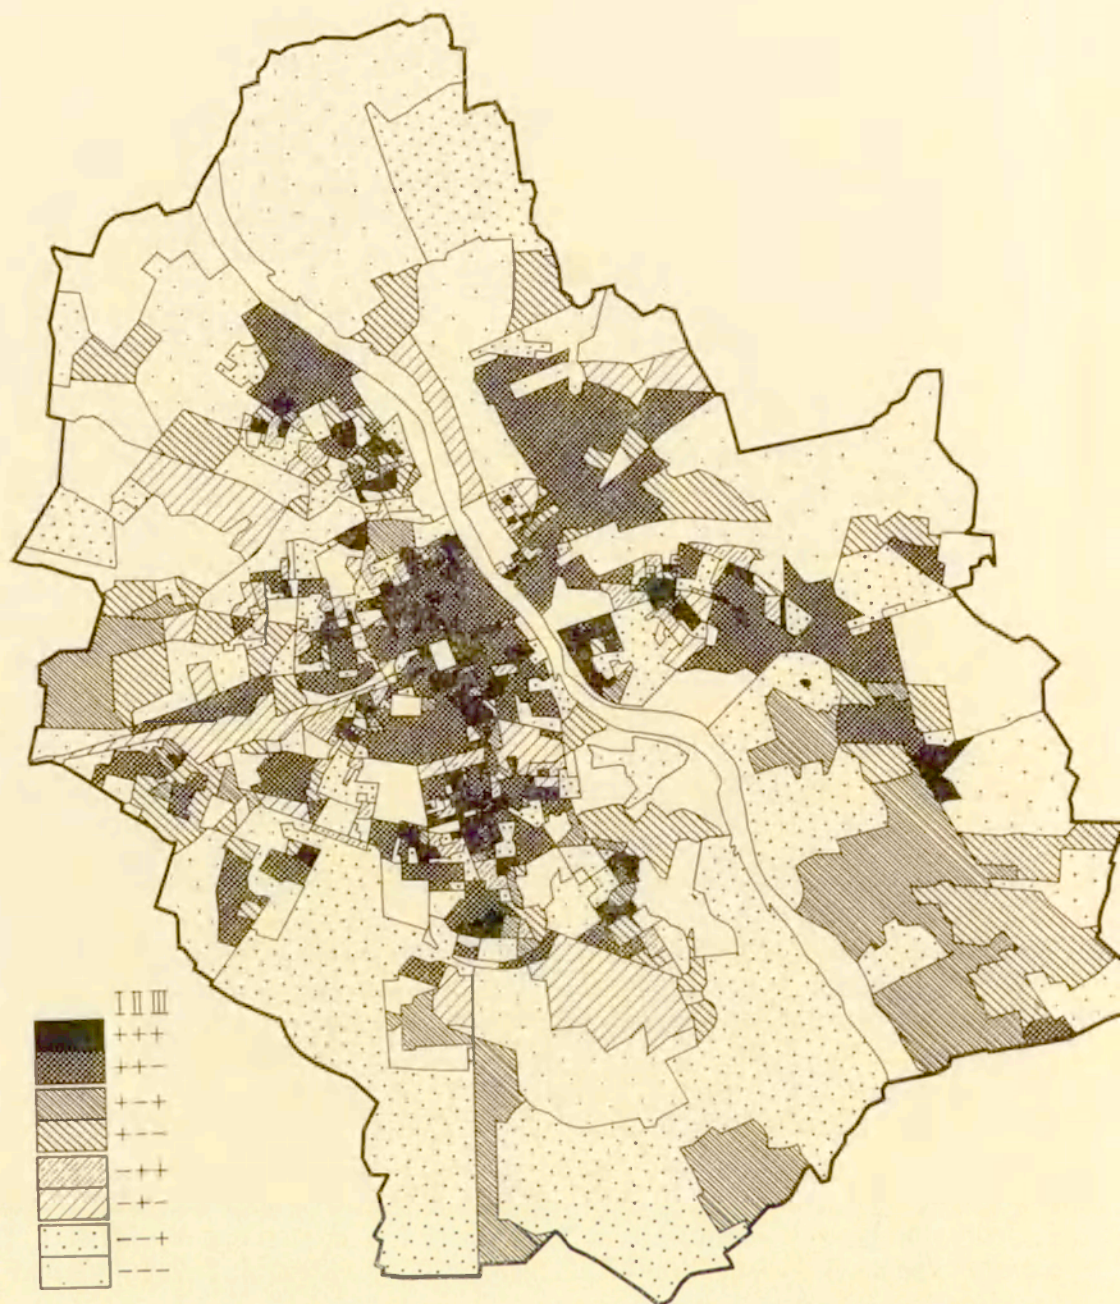 I II III
+ + +
+ + −
+ − +
+ − −
− + +
− + −
− − +
− − −